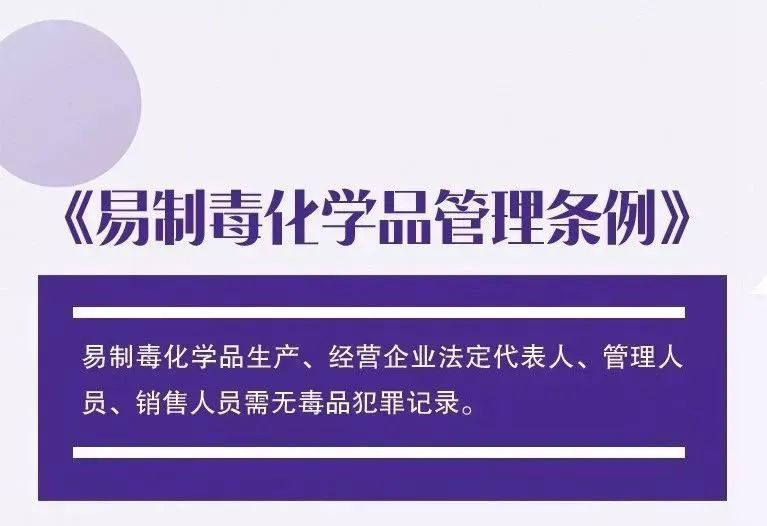 《易制毒化学品管理条例》
易制毒化学品生产、经营企业法定代表人、管理人
员、销售人员需无毒品犯罪记录。